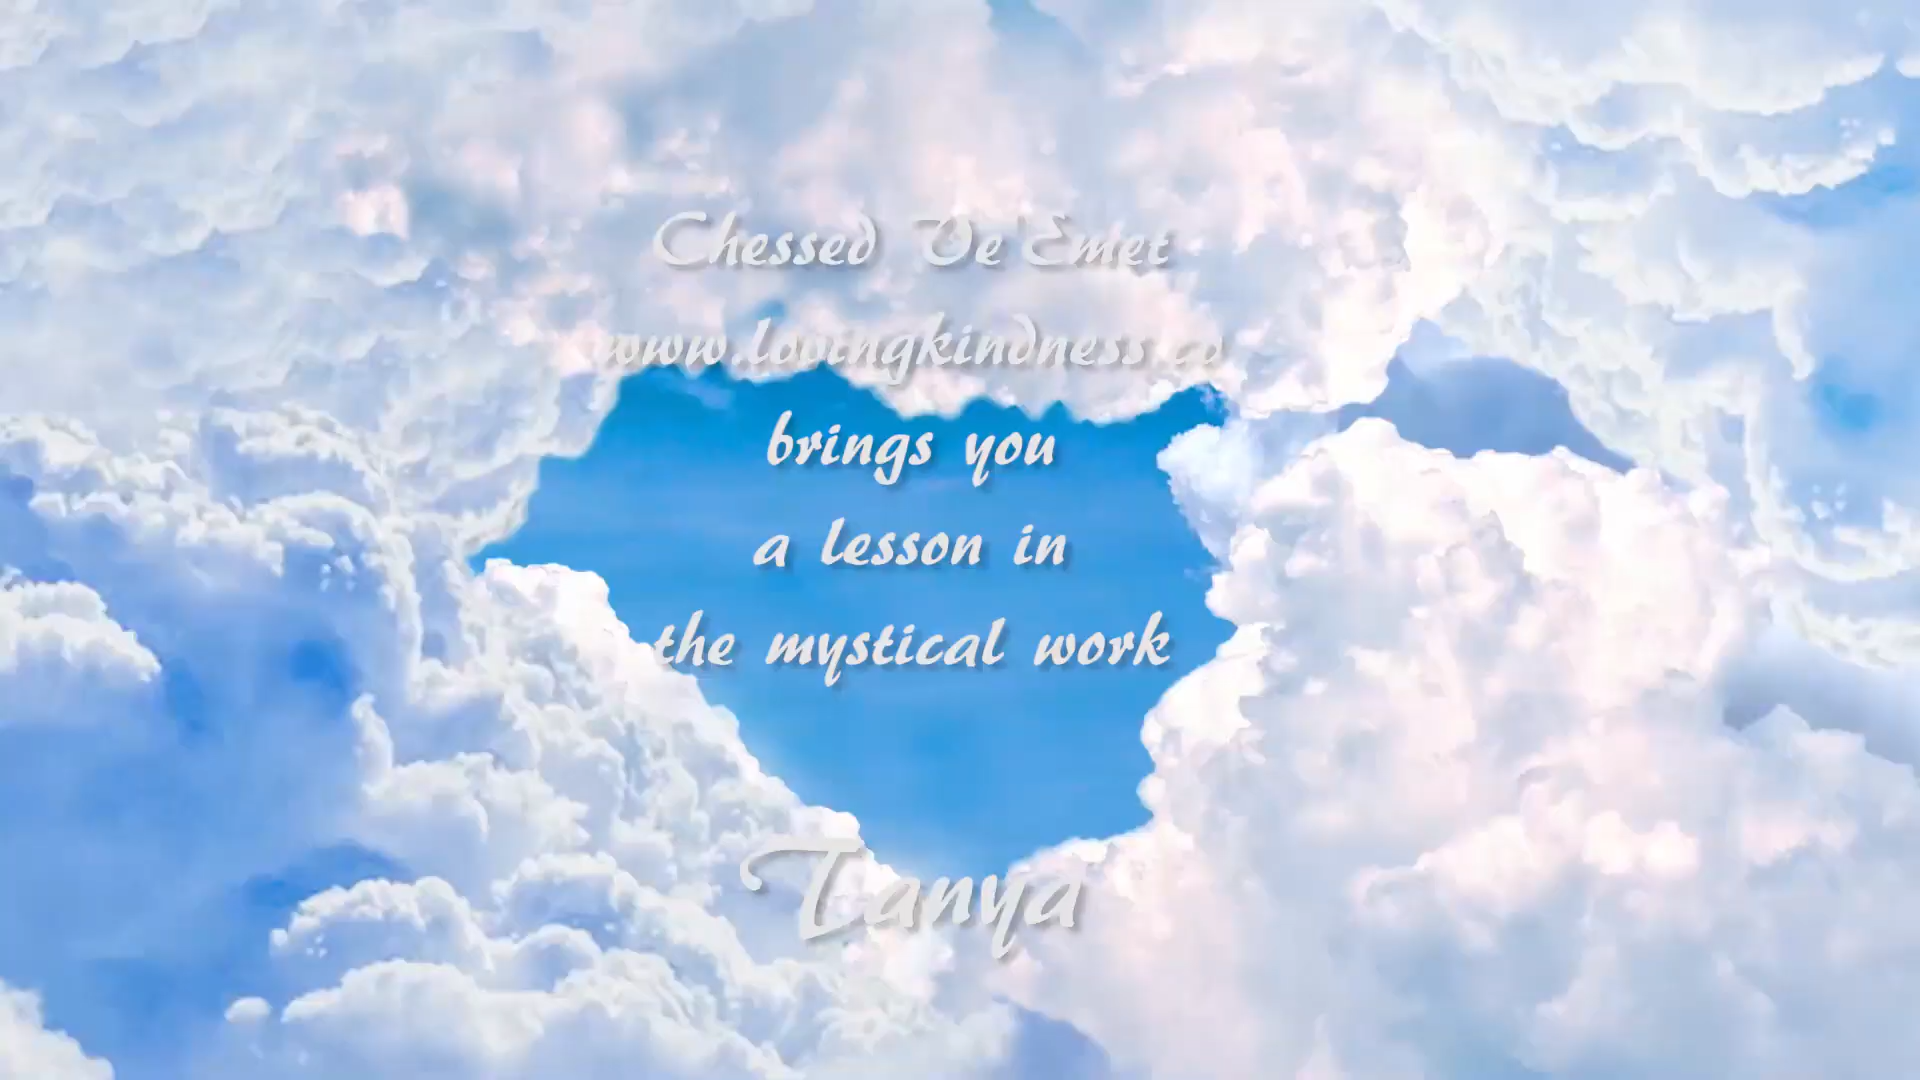 Chessed Ve'Emet
www.lovingkindness.co
brings you
a lesson in
the mystical work
Tanya